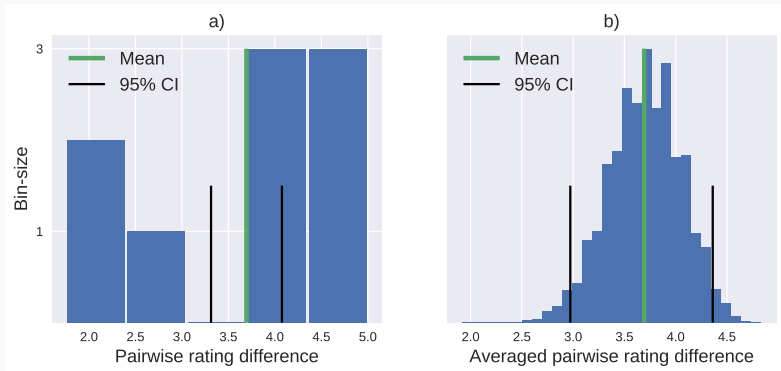 a)
3
1
Bin-size
Mean
95% CI
2.0 2.5 3.0 3.5 4.0 4.5 5.0
Pairwise rating difference
b)
Mean
95% CI
2.0 2.5 3.0 3.5 4.0 4.5
Averaged pairwise rating difference